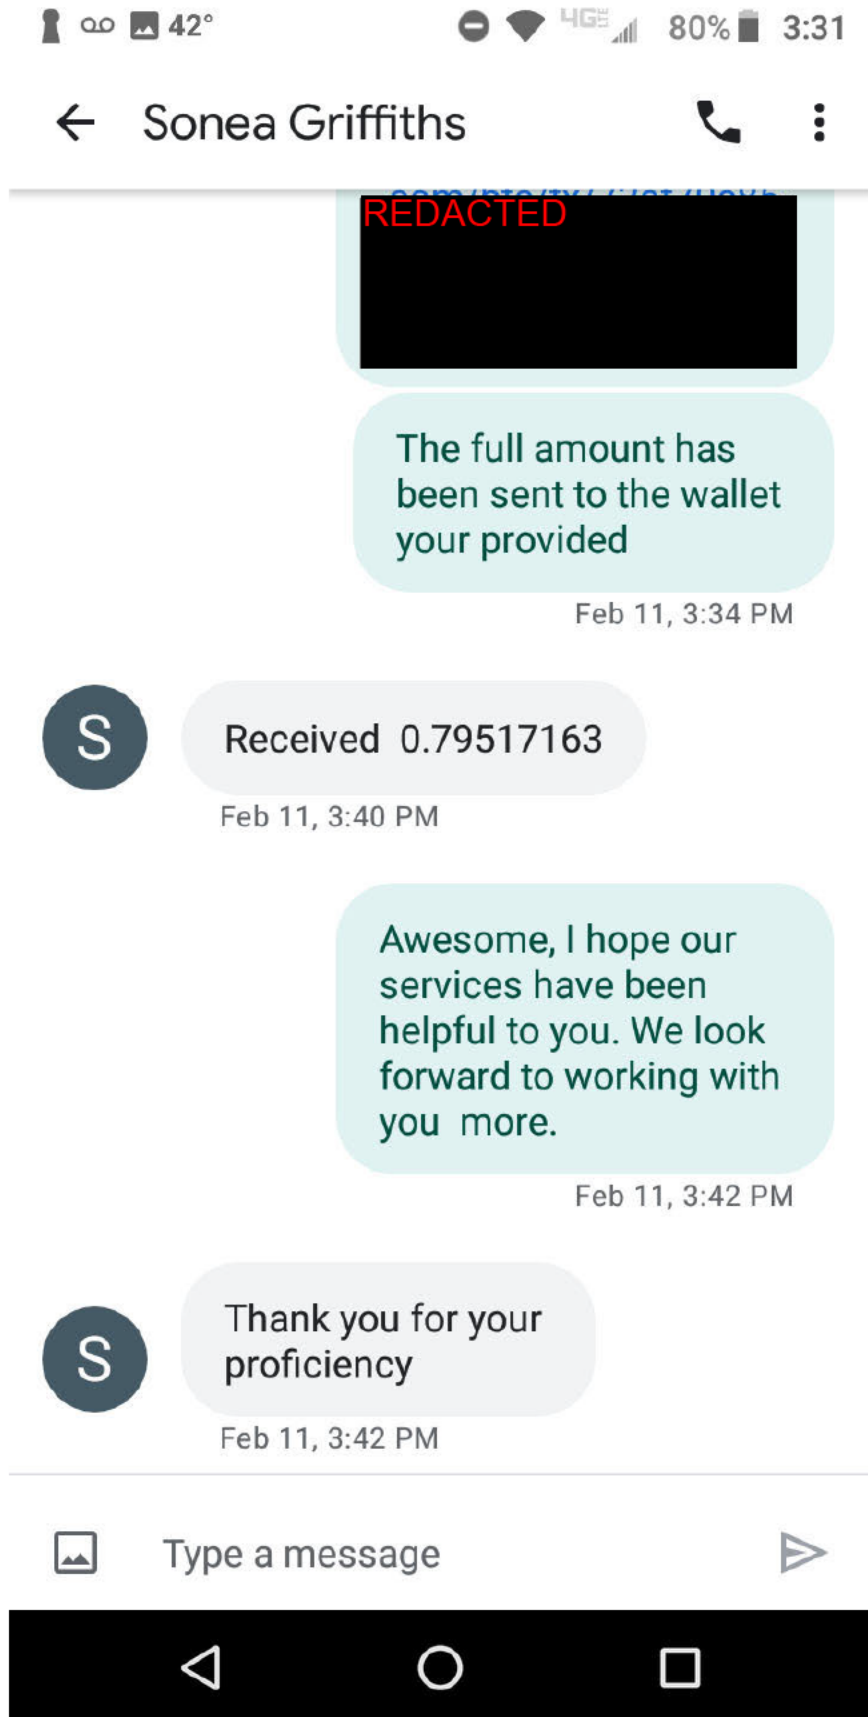 42° 4G LTE 80% 3:31
Sonea Griffiths
REDACTED
The full amount has
been sent to the wallet
your provided
Feb 11, 3:34 PM
S
Received  0.79517163
Feb 11, 3:40 PM
Awesome, I hope our
services have been
helpful to you. We look
forward to working with
you  more.
Feb 11, 3:42 PM
Thank you for your
S
proficiency
Feb 11, 3:42 PM
Type a message